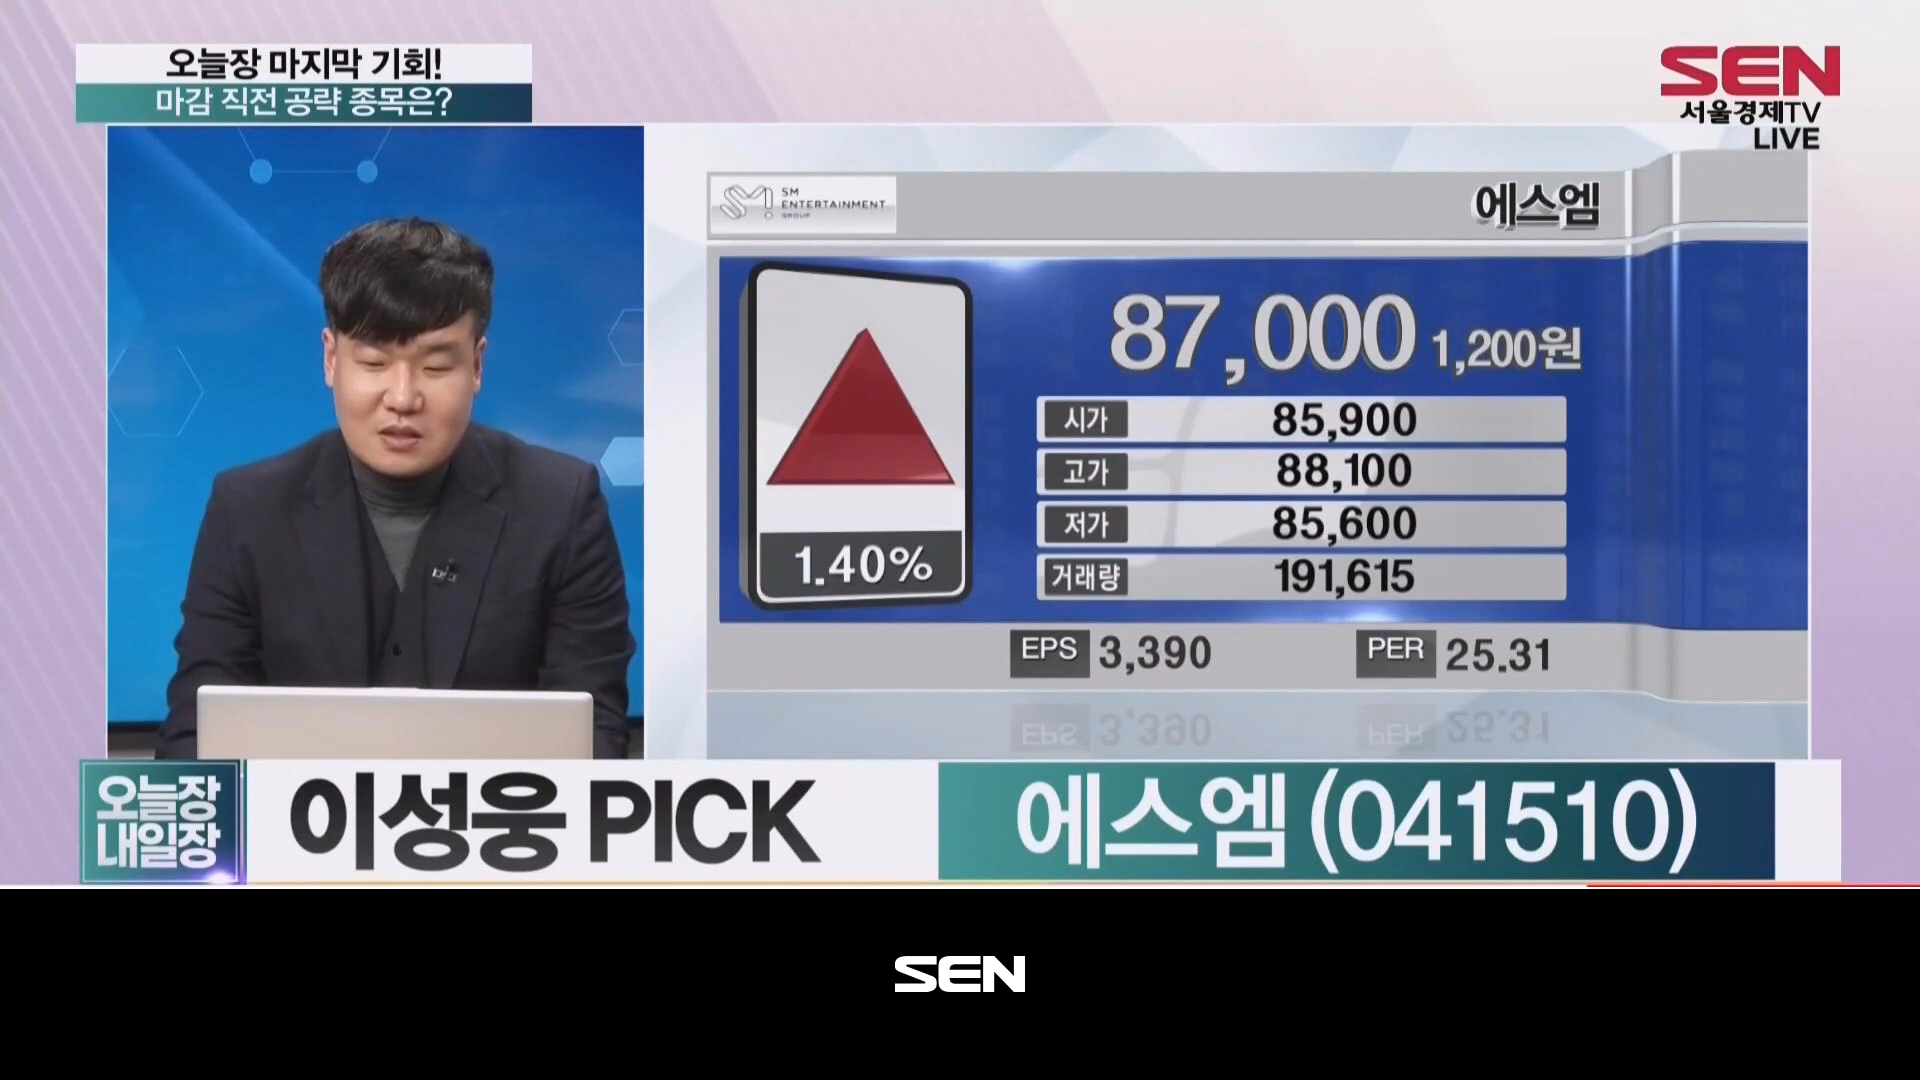 오늘장 마지막 기회!
마감 직전 공략 종목은?
SEN
서울경제TV
LIVE
SM
ENTERTAINMENT
GROUP
에스엠
87,000 1,200원
시가 85,900
고가 88,100
저가 85,600
거래량 191,615
1.40%
EPS 3,390 PER 25.31
오늘장
내일장
이성웅 PICK
에스엠 (041510)
SEN